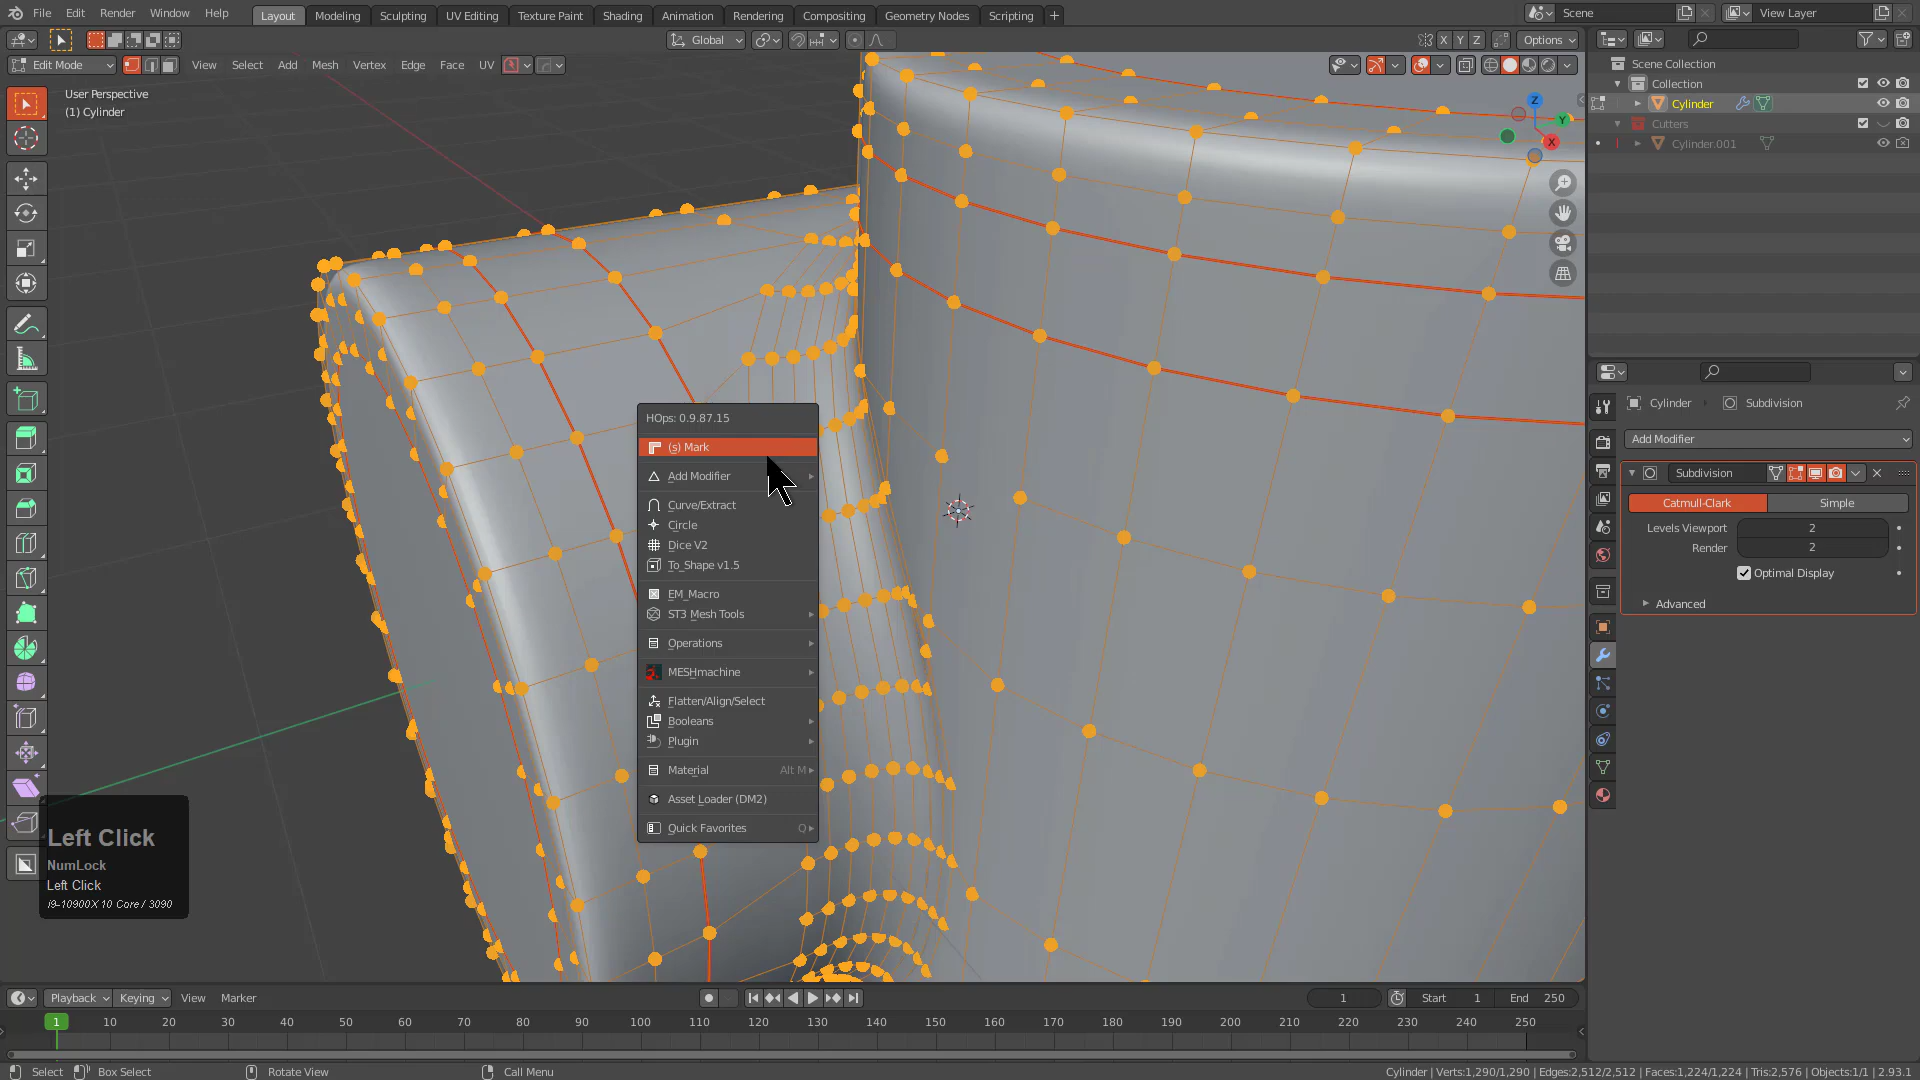 File Edit Render Window Help
Layout Modeling Sculpting UV Editing Texture Paint Shading Animation Rendering Compositing Geometry Nodes Scripting +
Scene View Layer
Global X Y Z Options
Edit Mode View Select Add Mesh Vertex Edge Face UV
User Perspective
(1) Cylinder
Z
Y
X
Scene Collection
Collection
Cylinder
Cutters
Cylinder.001
HOps: 0.9.87.15
(s) Mark
Add Modifier
Curve/Extract
Circle
Dice V2
To_Shape v1.5
EM_Macro
ST3 Mesh Tools
Operations
MESHmachine
Flatten/Align/Select
Booleans
Plugin
Material Alt M
Asset Loader (DM2)
Quick Favorites Q
Cylinder Subdivision
Add Modifier
Subdivision
Catmull-Clark Simple
Levels Viewport 2
Render 2
Optimal Display
Advanced
Left Click
NumLock
Left Click
i9-10900X 10 Core / 3090
Playback Keying View Marker
1 Start 1 End 250
1 10 20 30 40 50 60 70 80 90 100 110 120 130 140 150 160 170 180 190 200 210 220 230 240 250
Select Box Select Rotate View Call Menu
Cylinder | Verts:1,290/1,290 | Edges:2,512/2,512 | Faces:1,224/1,224 | Tris:2,576 | Objects:1/1 | 2.93.1